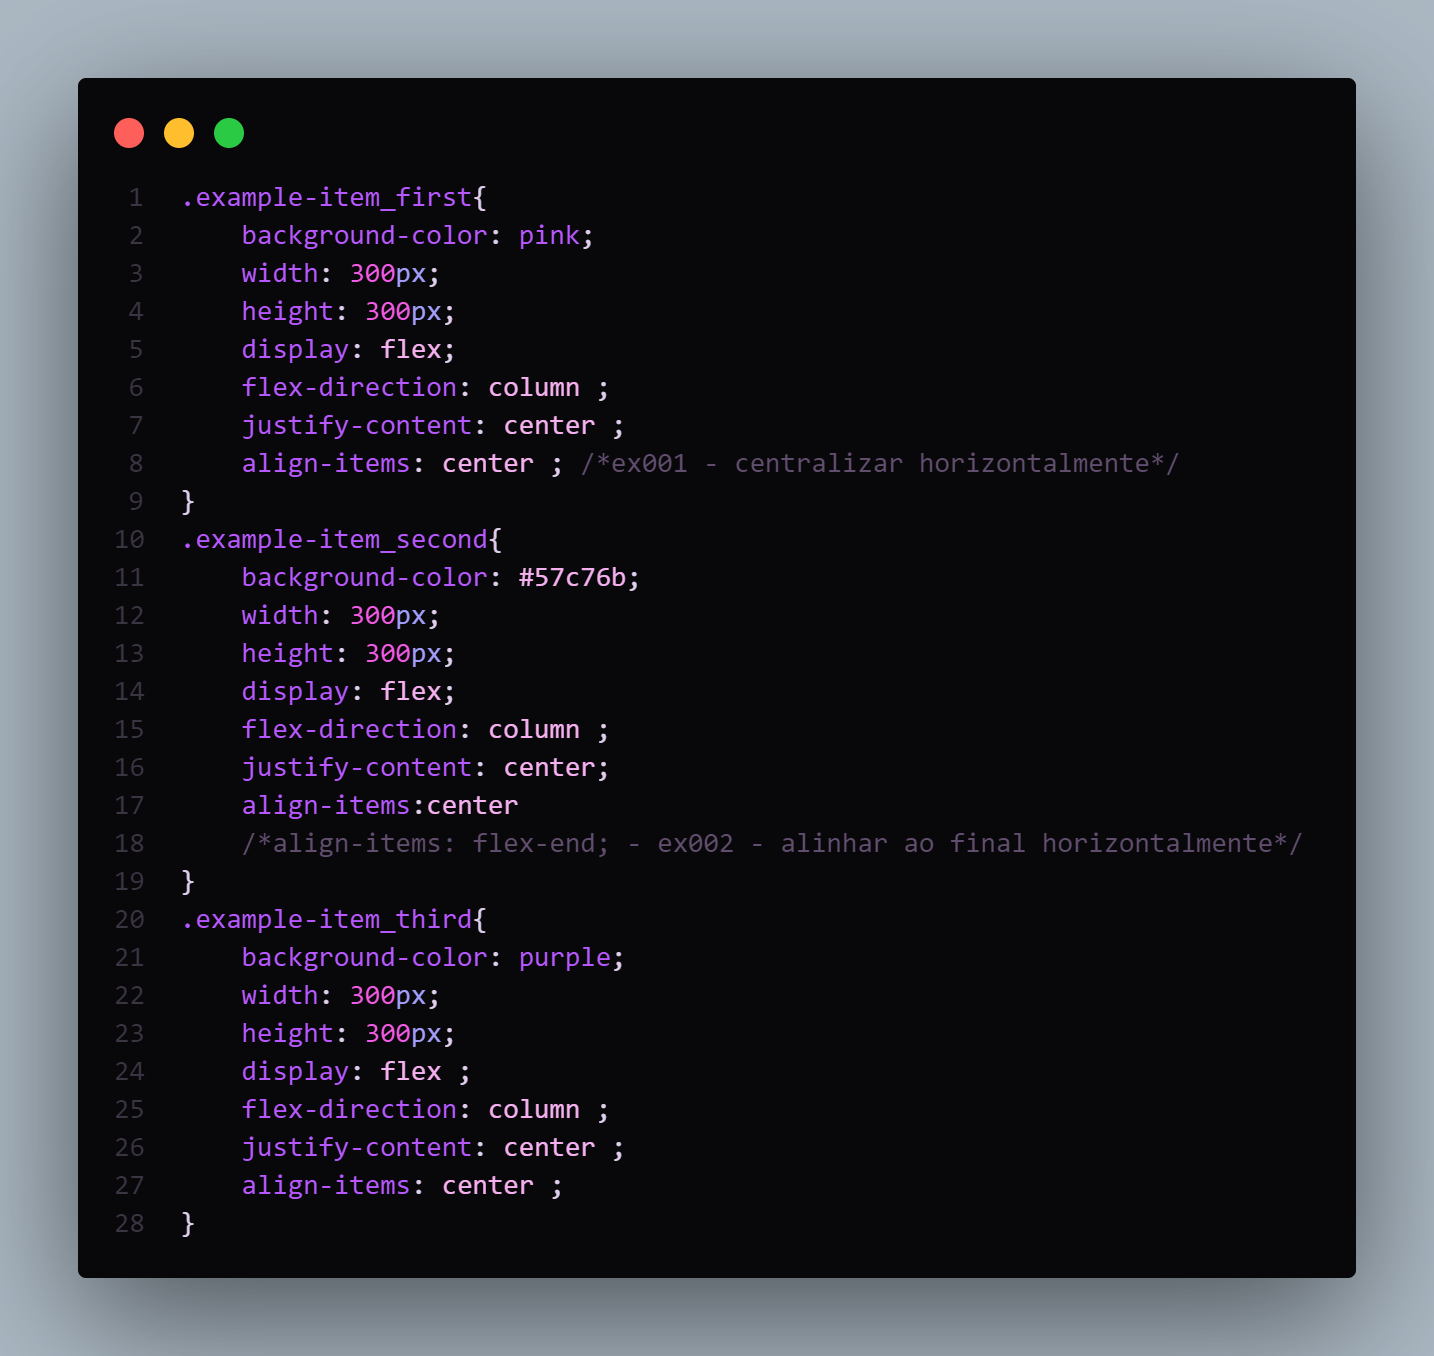 1 .example-item_first{
2 background-color: pink;
3 width: 300px;
4 height: 300px;
5 display: flex;
6 flex-direction: column ;
7 justify-content: center ;
8 align-items: center ; /*ex001 - centralizar horizontalmente*/
9 }
10 .example-item_second{
11 background-color: #57c76b;
12 width: 300px;
13 height: 300px;
14 display: flex;
15 flex-direction: column ;
16 justify-content: center;
17 align-items:center
18 /*align-items: flex-end; - ex002 - alinhar ao final horizontalmente*/
19 }
20 .example-item_third{
21 background-color: purple;
22 width: 300px;
23 height: 300px;
24 display: flex ;
25 flex-direction: column ;
26 justify-content: center ;
27 align-items: center ;
28 }